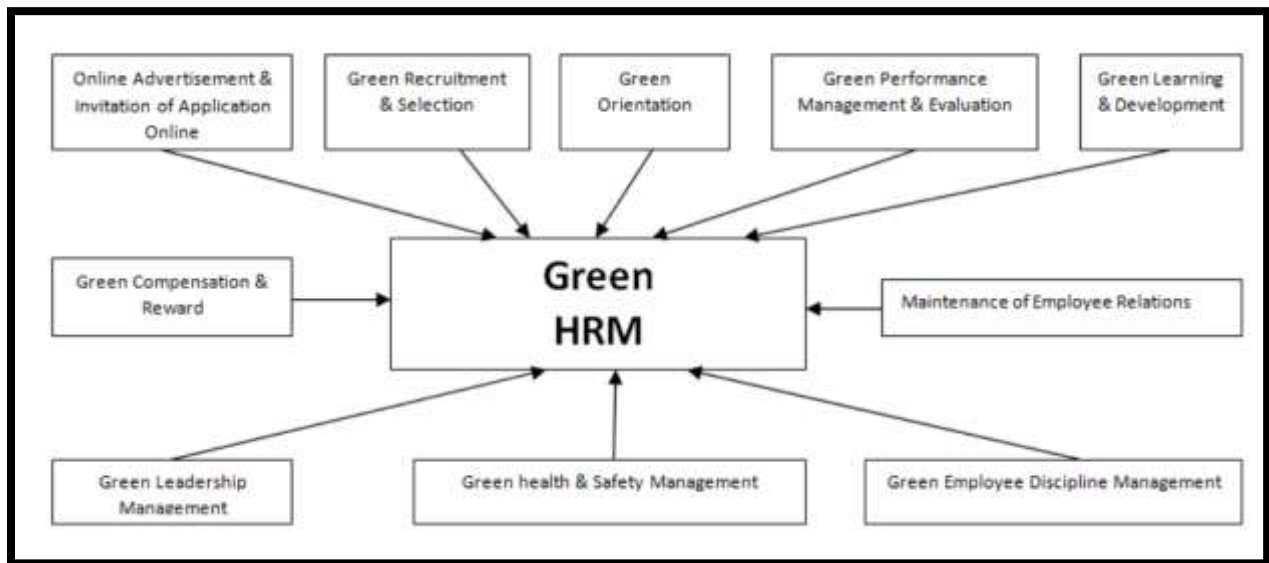 Online Advertisement &
Invitation of Application
Online
Green Recruitment
& Selection
Green
Orientation
Green Performance
Management & Evaluation
Green Learning
& Development
Green Compensation &
Reward
Green
HRM
Maintenance of Employee Relations
Green Leadership
Management
Green health & Safety Management
Green Employee Discipline Management